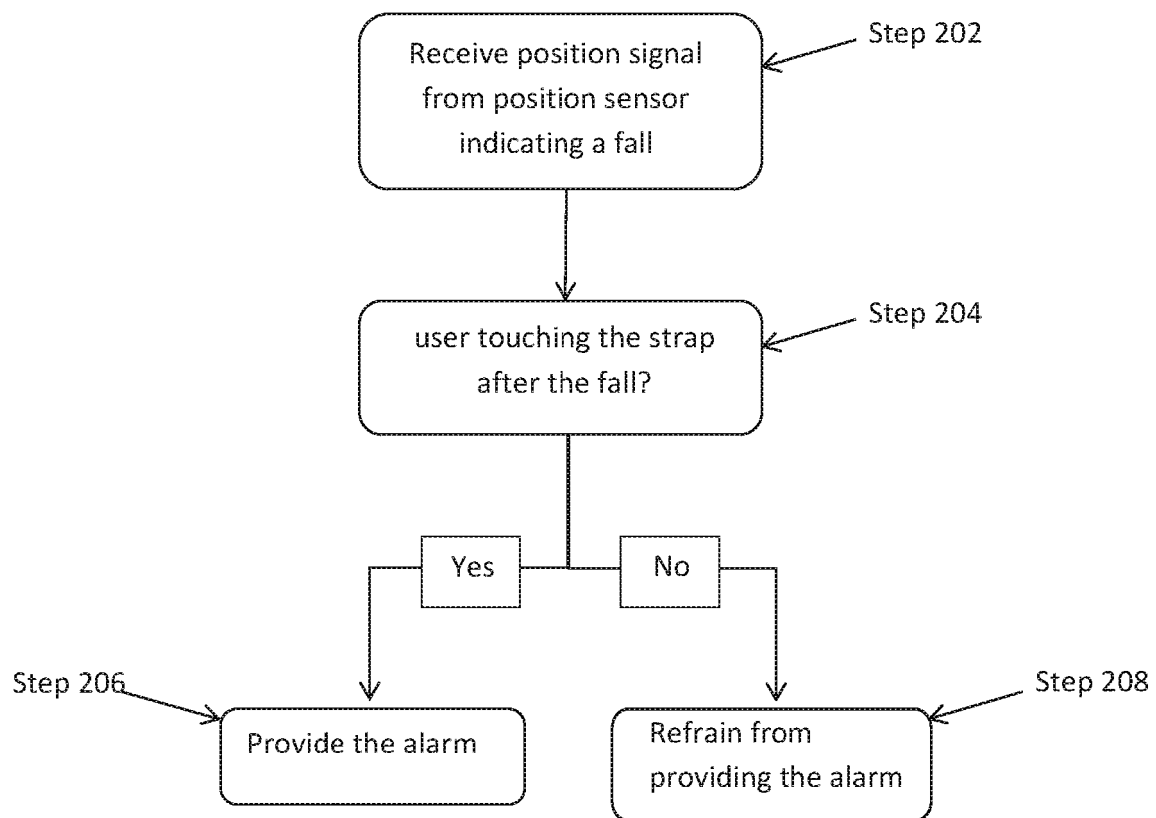 Receive position signal
from position sensor
indicating a fall
Step 202
user touching the strap
after the fall?
Step 204
Yes
No
Step 206
Provide the alarm
Step 208
Refrain from
providing the alarm